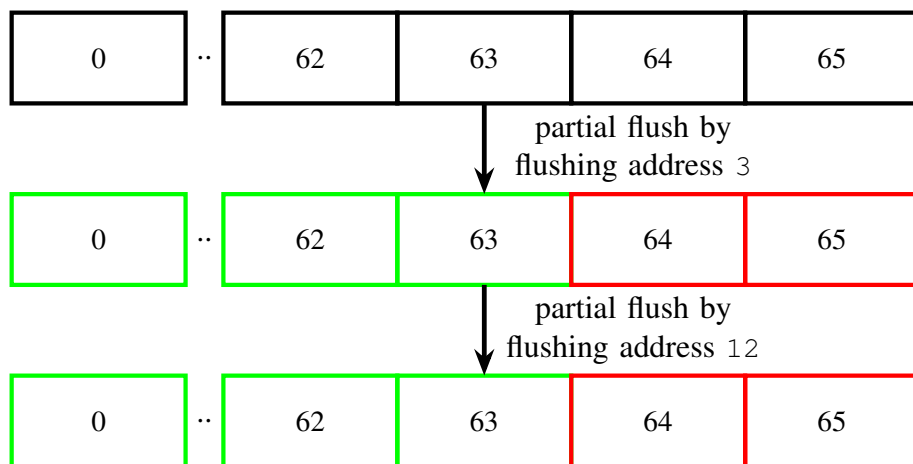 0 .. 62 63 64 65
partial flush by
flushing address 3
0 .. 62 63 64 65
partial flush by
flushing address 12
0 .. 62 63 64 65